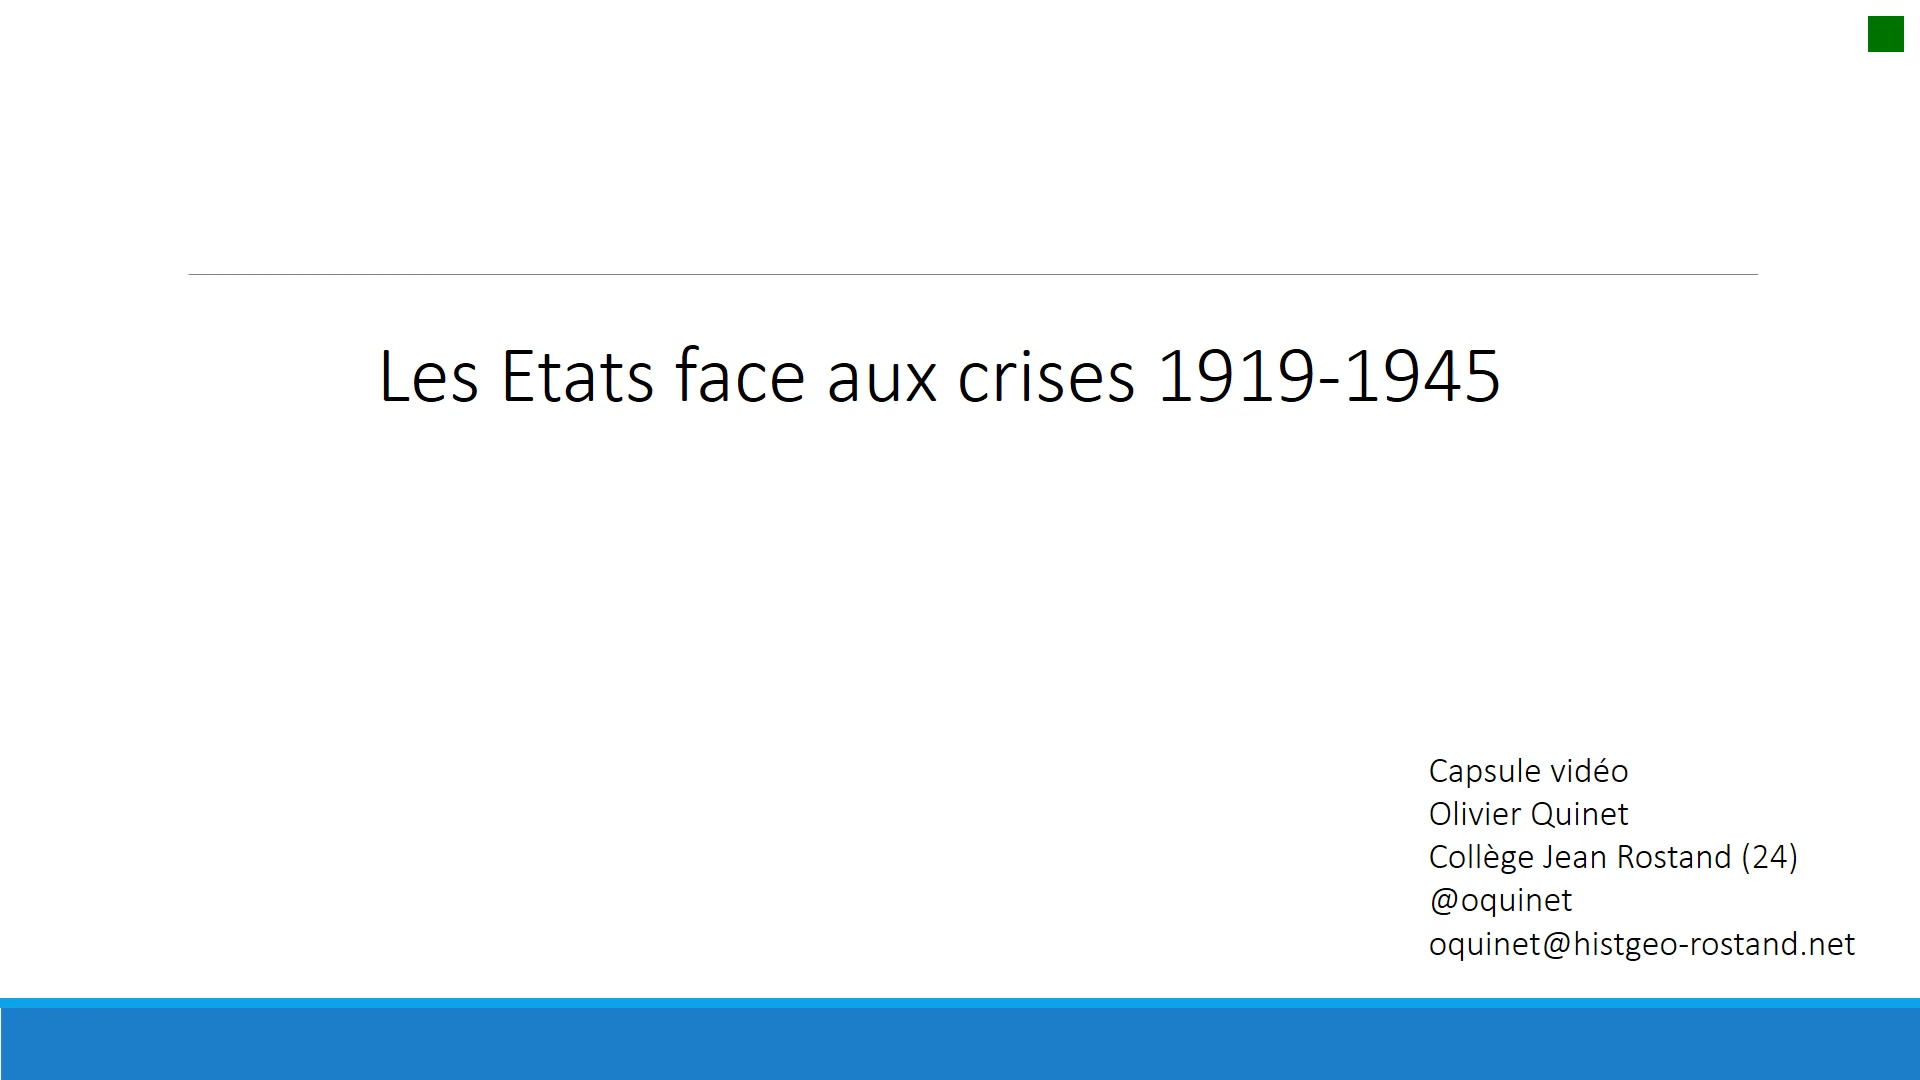 Les Etats face aux crises 1919-1945
Capsule vidéo
Olivier Quinet
Collège Jean Rostand (24)
@oquinet
oquinet@histgeo-rostand.net